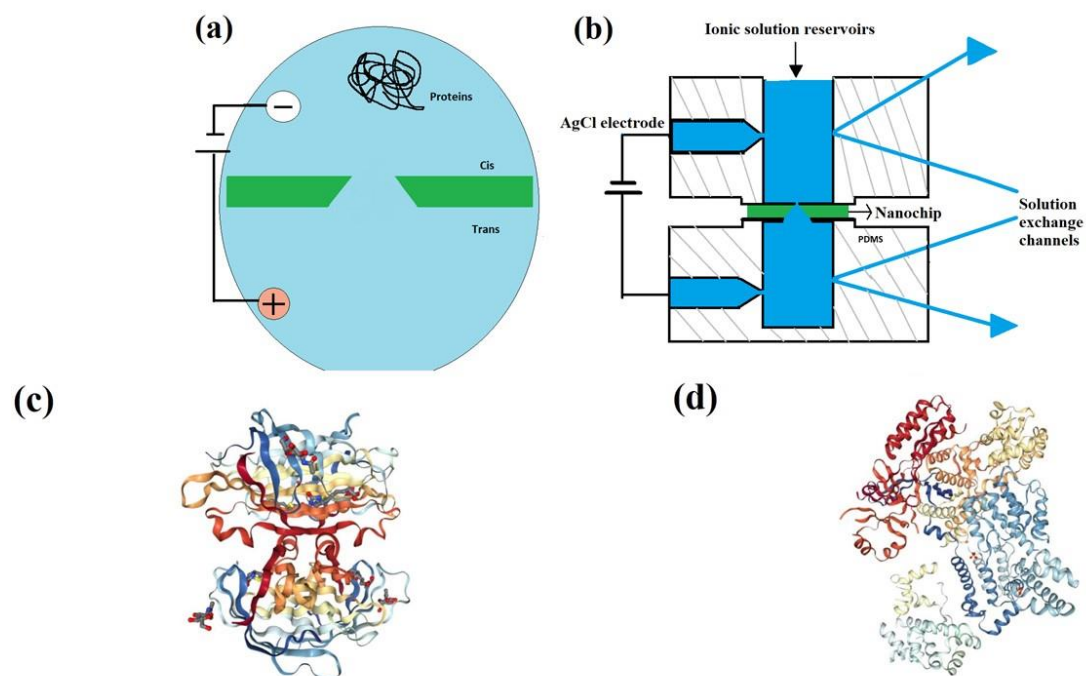 (a)
Proteins
−
Cis
Trans
+
(b)
Ionic solution reservoirs
AgCl electrode
Nanochip
PDMS
Solution
exchange
channels
(c)
(d)